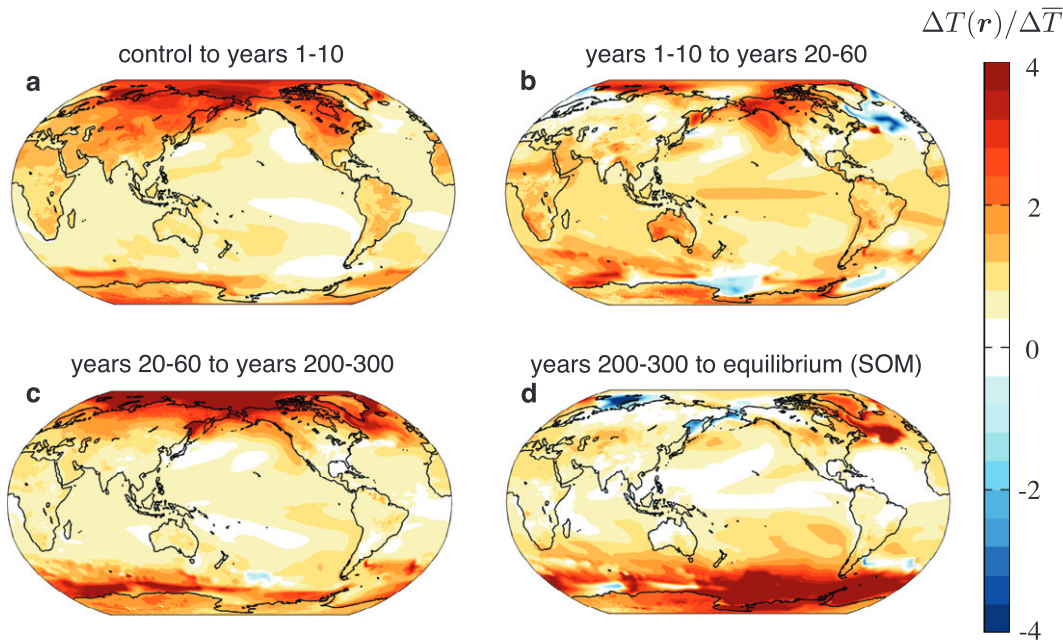 ΔT(r)/ΔT̅
control to years 1-10
years 1-10 to years 20-60
a
b
4
2
0
-2
-4
years 20-60 to years 200-300
years 200-300 to equilibrium (SOM)
c
d